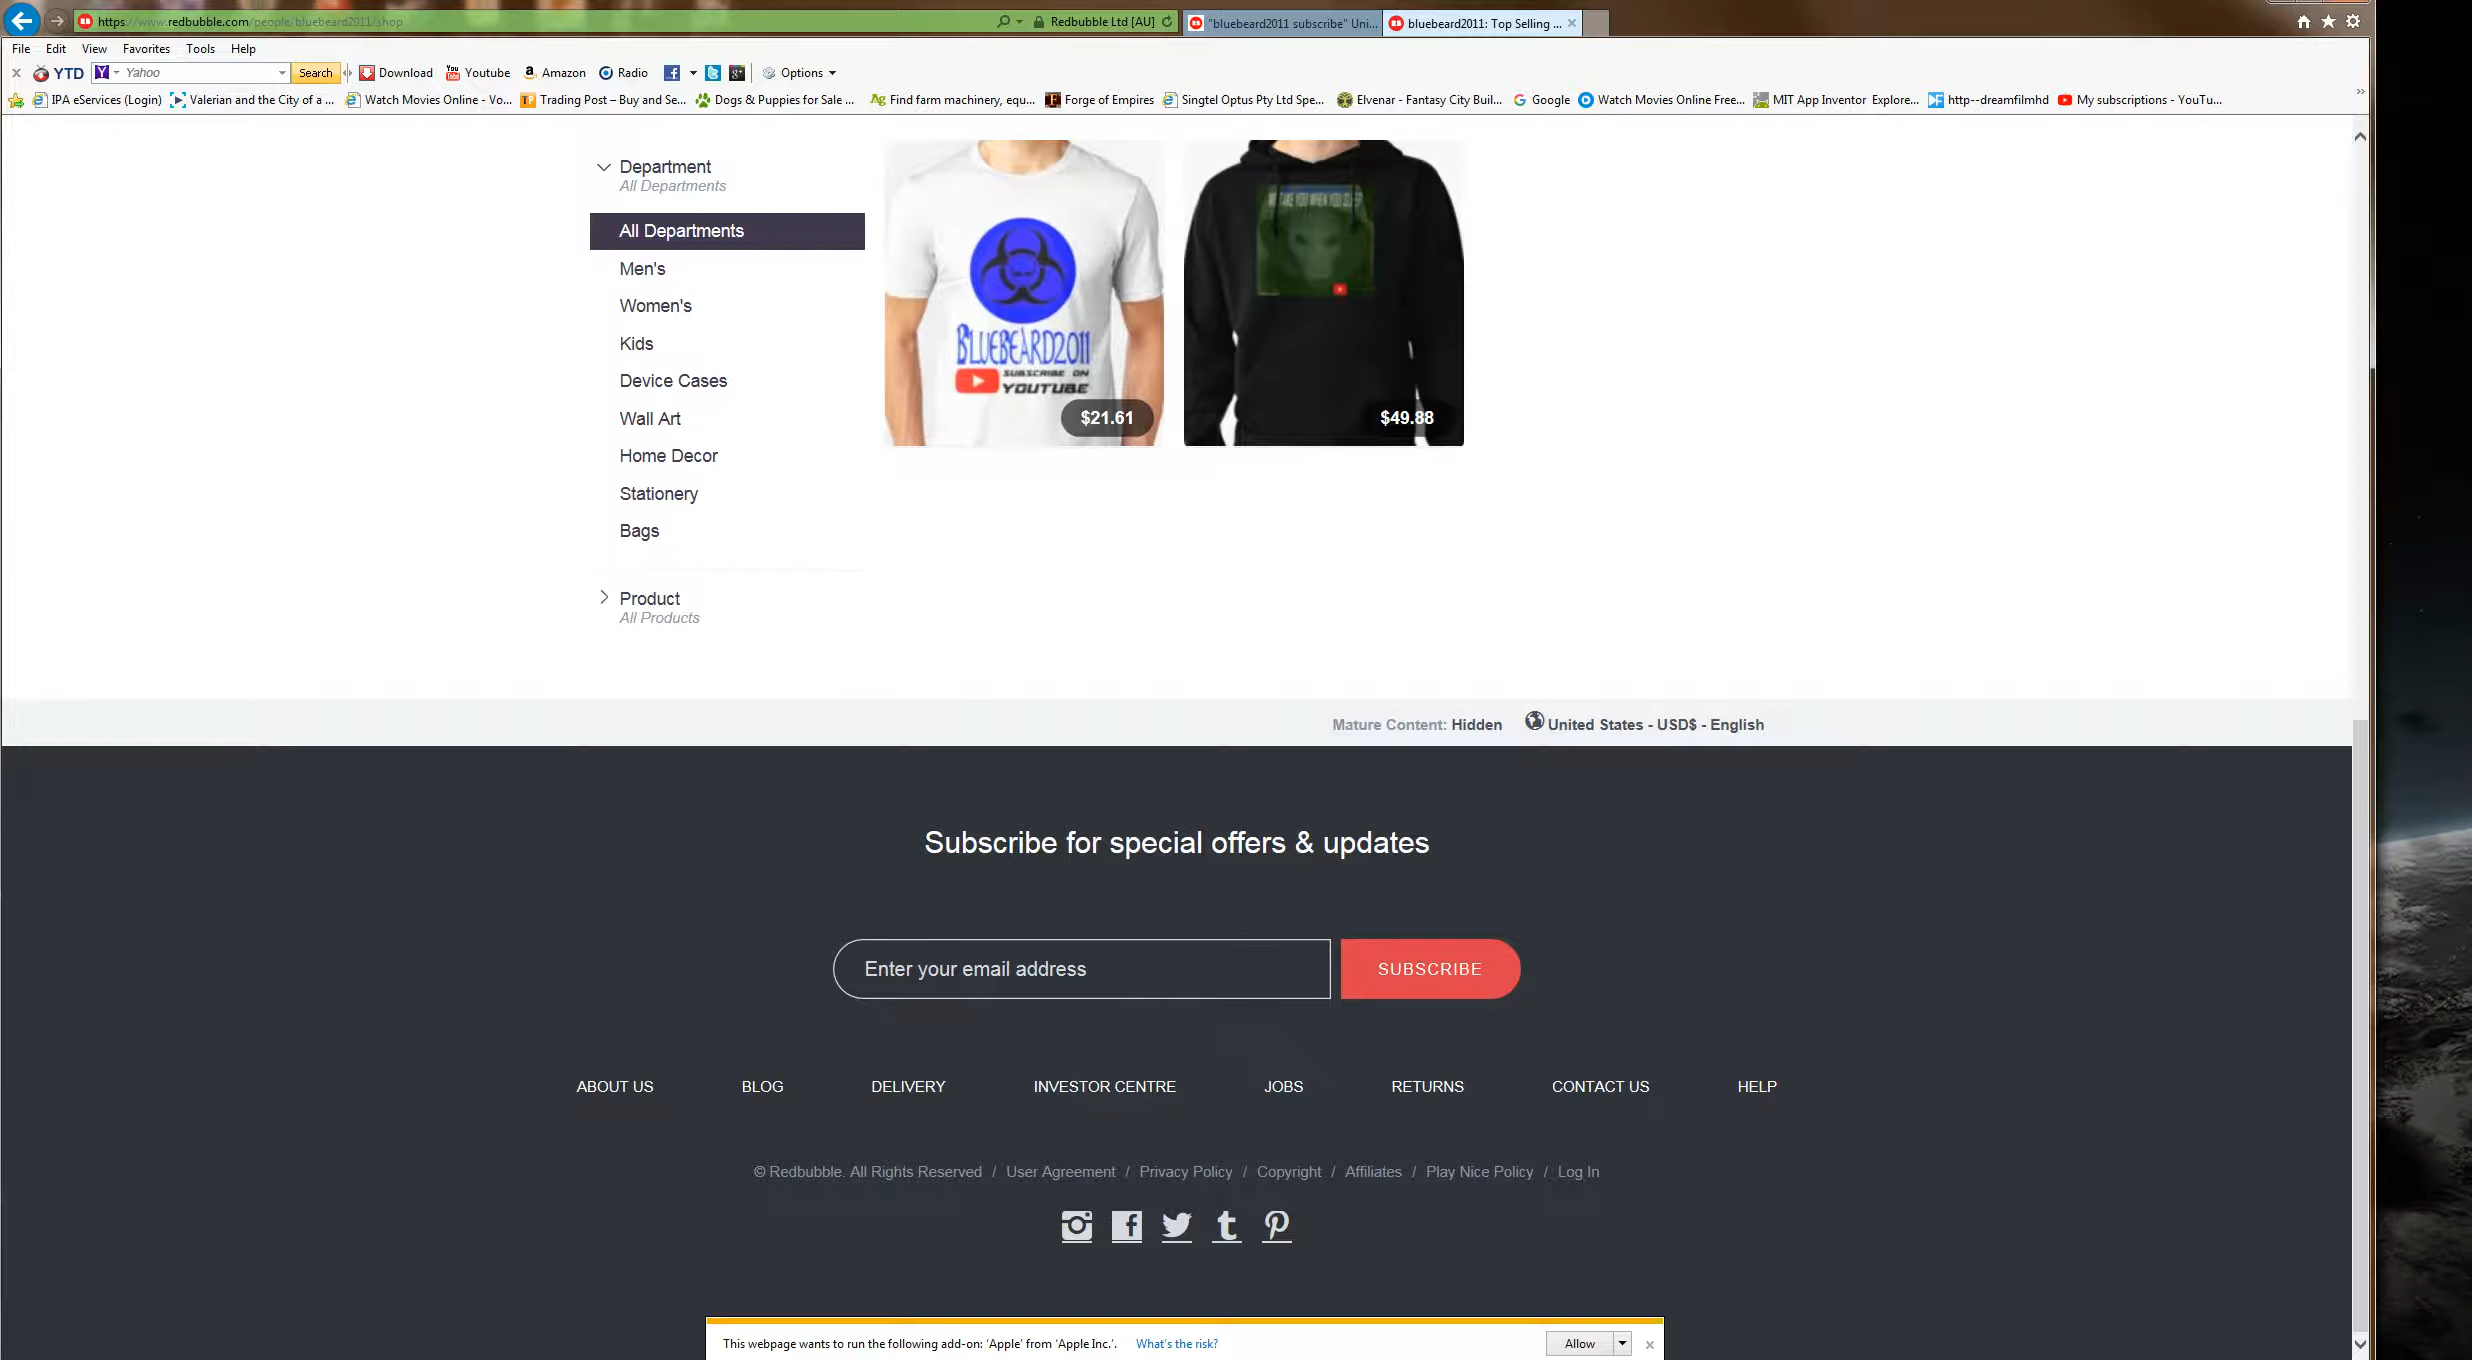 https://www.redbubble.com/people/bluebeard2011/shop
Redbubble Ltd [AU]
"bluebeard2011 subscribe" Uni...
bluebeard2011: Top Selling ...
File Edit View Favorites Tools Help
YTD Yahoo Search Download Youtube Amazon Radio Options
IPA eServices (Login) Valerian and the City of a ... Watch Movies Online - Vo... Trading Post – Buy and Se... Dogs & Puppies for Sale ... Find farm machinery, equ... Forge of Empires Singtel Optus Pty Ltd Spe... Elvenar - Fantasy City Buil... Google Watch Movies Online Free... MIT App Inventor Explore... http--dreamfilmhd My subscriptions - YouTu...
Department
All Departments
All Departments
Men's
Women's
Kids
Device Cases
Wall Art
Home Decor
Stationery
Bags
Product
All Products
BLUEBEARD2011
SUBSCRIBE ON
YOUTUBE
$21.61
TAKE YOU WHEN YOU SLEEP
$49.88
Mature Content: Hidden United States - USD$ - English
Subscribe for special offers & updates
Enter your email address SUBSCRIBE
ABOUT US BLOG DELIVERY INVESTOR CENTRE JOBS RETURNS CONTACT US HELP
© Redbubble. All Rights Reserved / User Agreement / Privacy Policy / Copyright / Affiliates / Play Nice Policy / Log In
This webpage wants to run the following add-on: 'Apple' from 'Apple Inc.'. What's the risk? Allow